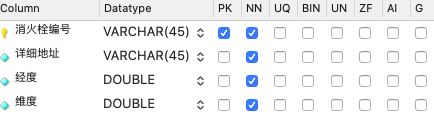 Column Datatype PK NN UQ BIN UN ZF AI G
消火栓编号 VARCHAR(45)
详细地址 VARCHAR(45)
经度 DOUBLE
维度 DOUBLE